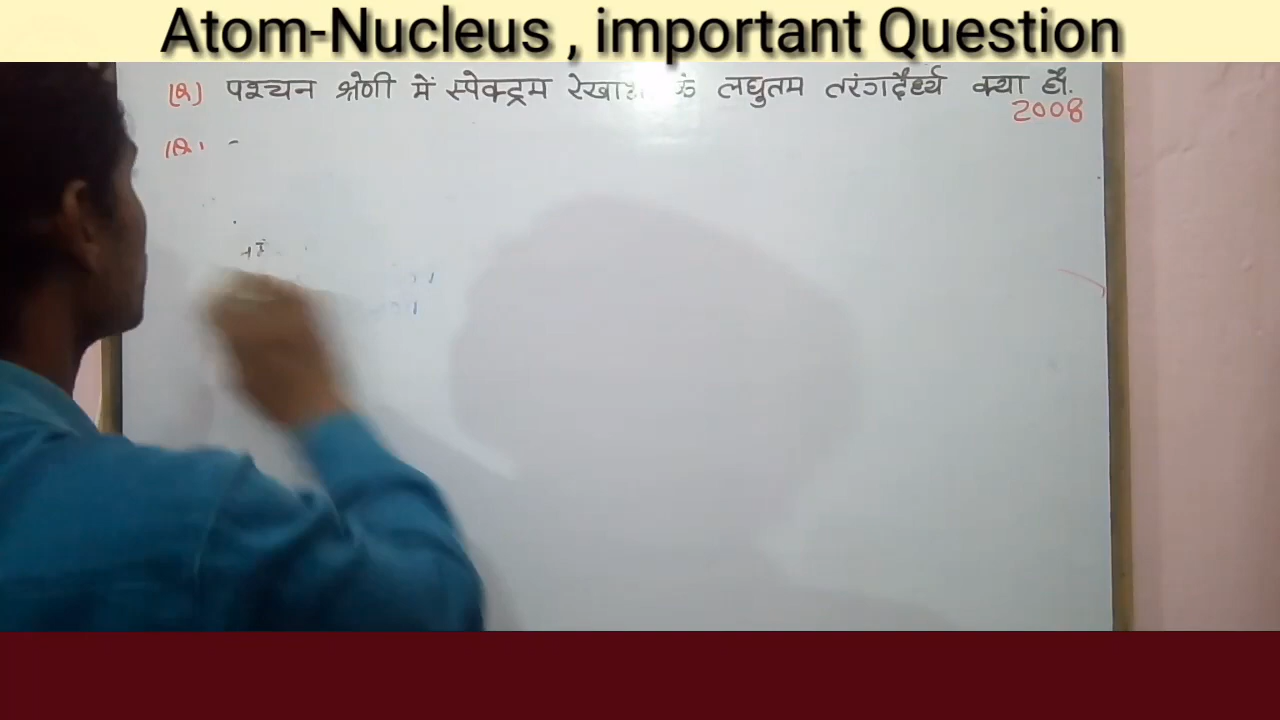 Atom-Nucleus , important Question
(Q) पश्चन श्रेणी में स्पेक्ट्रम के लघुतम तरंगदैर्ध्य क्या है.
2008